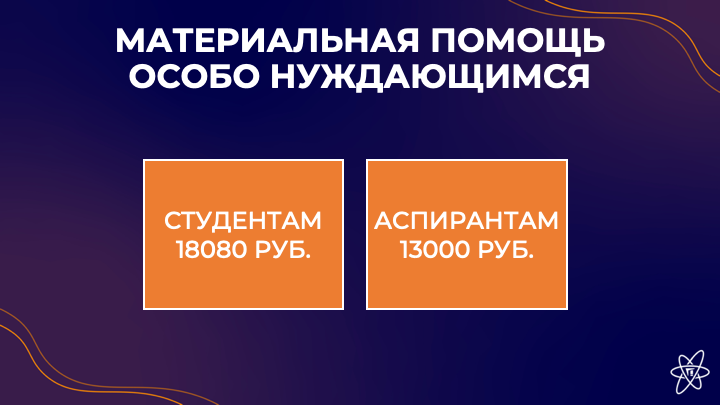 МАТЕРИАЛЬНАЯ ПОМОЩЬ
ОСОБО НУЖДАЮЩИМСЯ
СТУДЕНТАМ
18080 РУБ.
АСПИРАНТАМ
13000 РУБ.